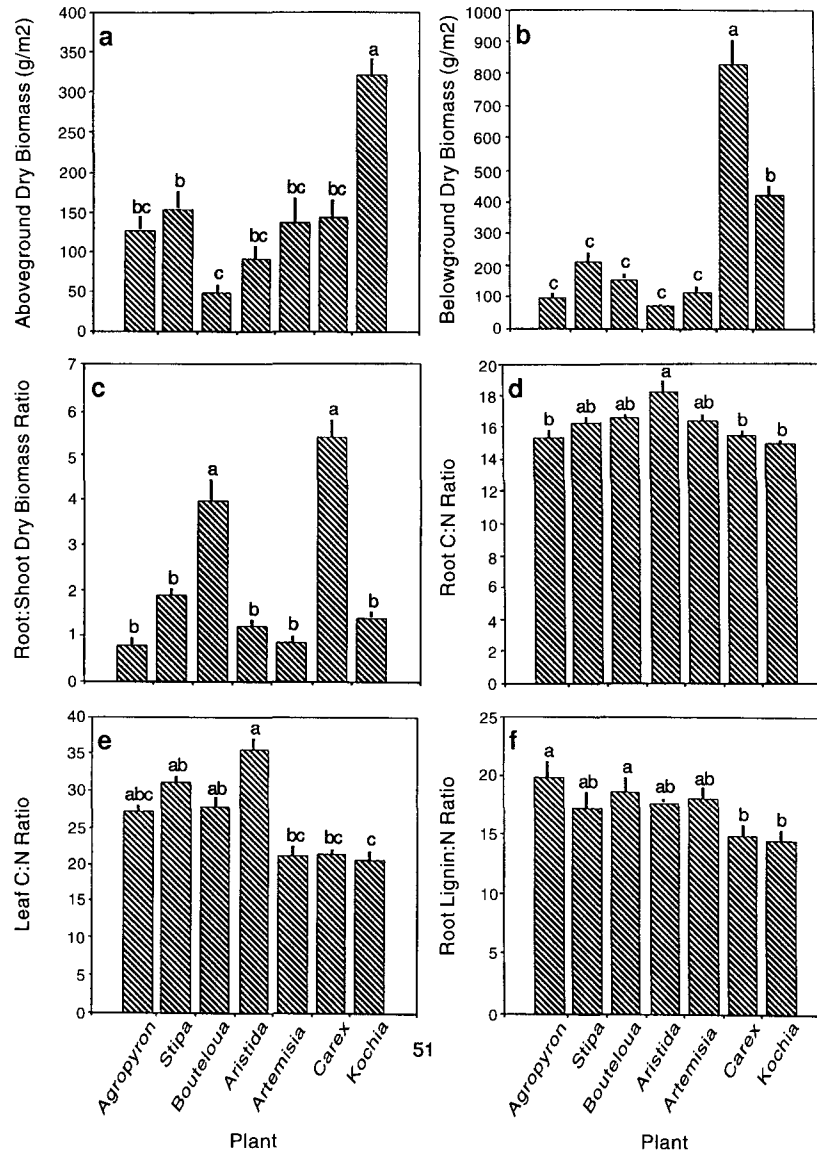 Aboveground Dry Biomass (g/m2)
a
400
350
300
250
200
150
100
50
0
bc
b
c
bc
bc
bc
a
Belowground Dry Biomass (g/m2)
b
1000
900
800
700
600
500
400
300
200
100
0
c
c
c
c
c
a
b
Root:Shoot Dry Biomass Ratio
c
7
6
5
4
3
2
1
0
b
b
a
b
b
a
b
Root C:N Ratio
d
20
18
16
14
12
10
8
6
4
2
0
b
ab
ab
a
ab
b
b
Leaf C:N Ratio
e
40
35
30
25
20
15
10
5
0
abc
ab
ab
a
bc
bc
c
Agropyron
Stipa
Bouteloua
Aristida
Artemisia
Carex
Kochia
Plant
51
Root Lignin:N Ratio
f
25
20
15
10
5
0
a
ab
a
ab
ab
b
b
Agropyron
Stipa
Bouteloua
Aristida
Artemisia
Carex
Kochia
Plant